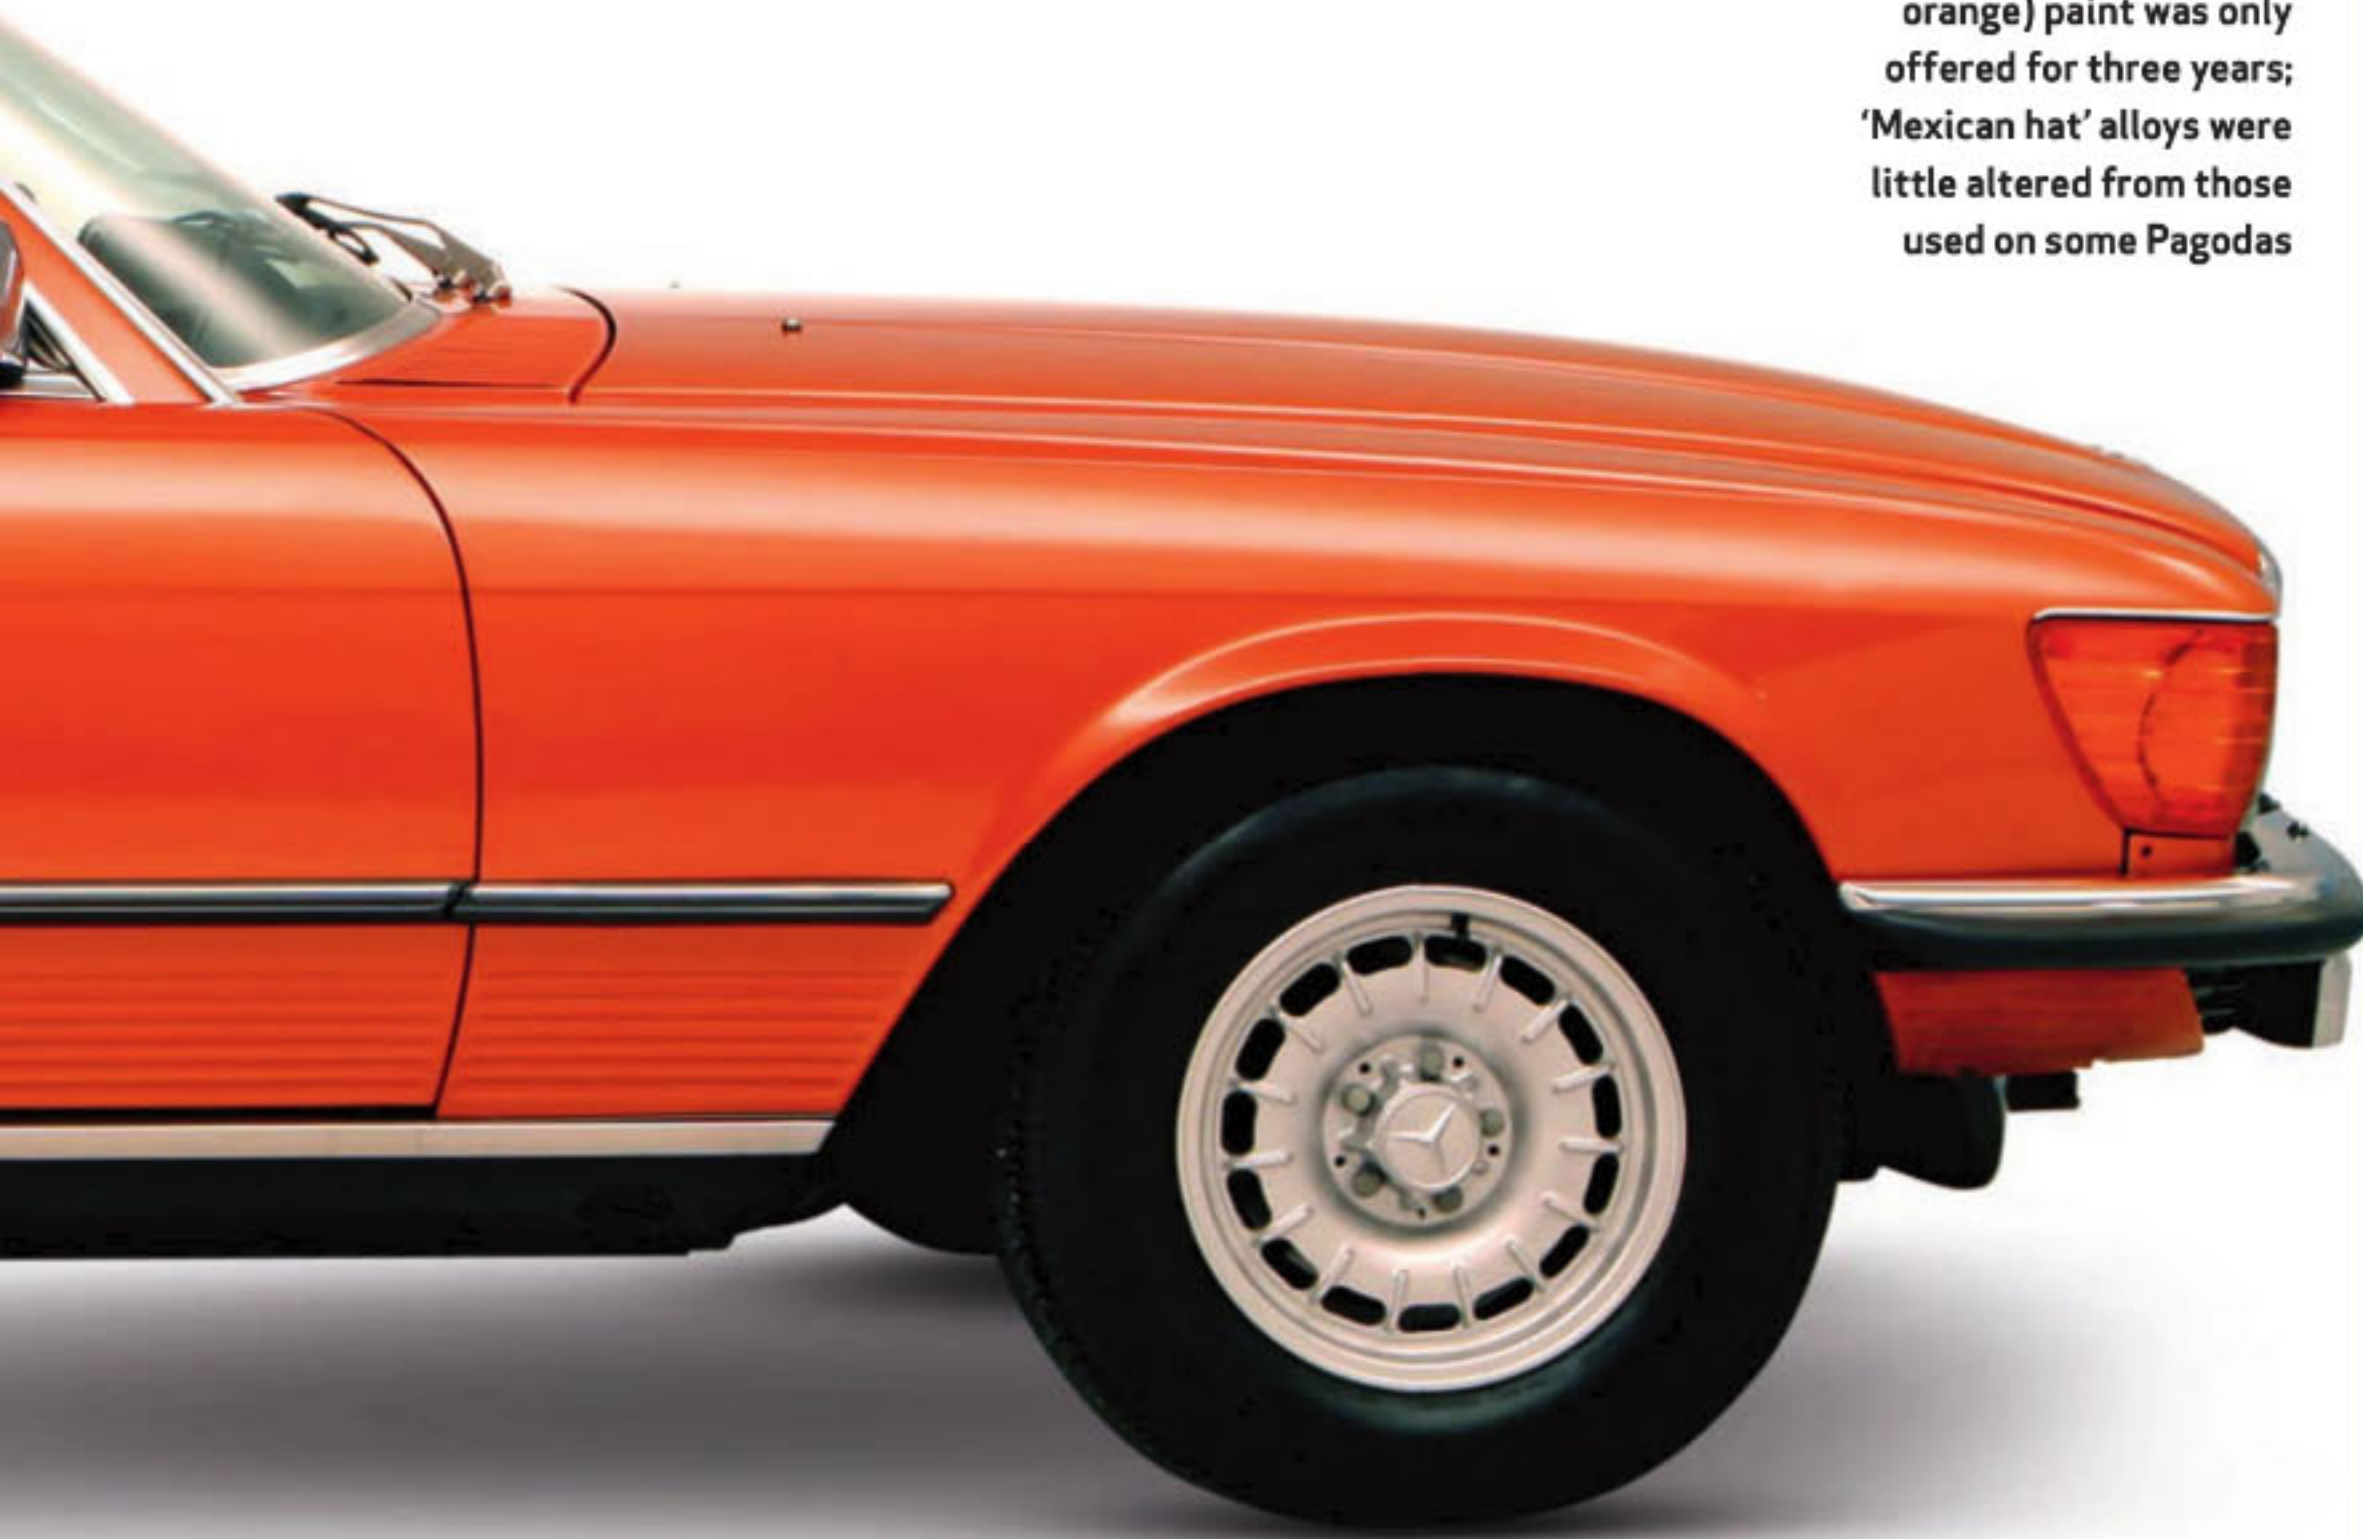 orange) paint was only
offered for three years;
‘Mexican hat’ alloys were
little altered from those
used on some Pagodas